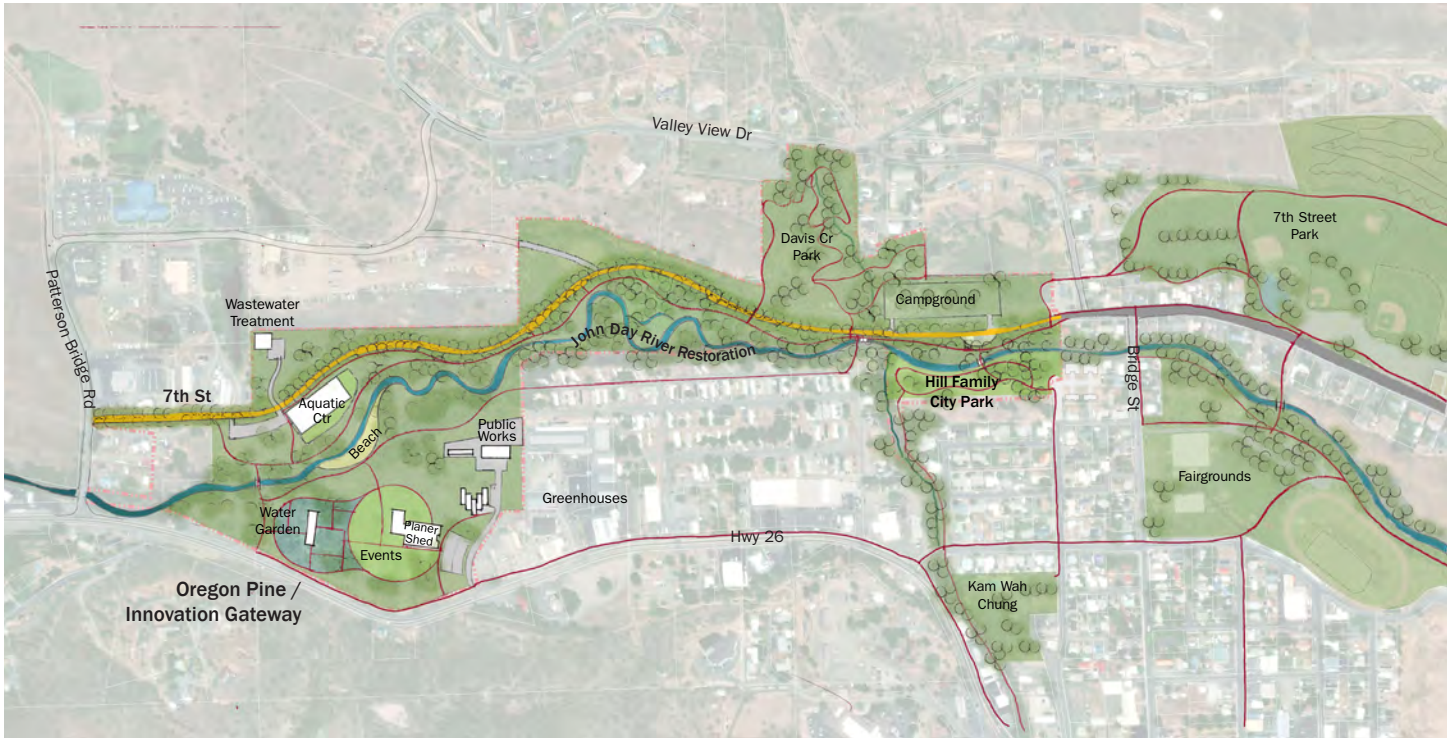 Valley View Dr
7th Street
Park
Davis Cr
Park
Patterson Bridge Rd
Wastewater
Treatment
Campground
John Day River Restoration
7th St
Aquatic
Ctr
Hill Family
City Park
Bridge St
Beach
Public
Works
Fairgrounds
Greenhouses
Water
Garden
Planer
Shed
Events
Hwy 26
Oregon Pine /
Innovation Gateway
Kam Wah
Chung